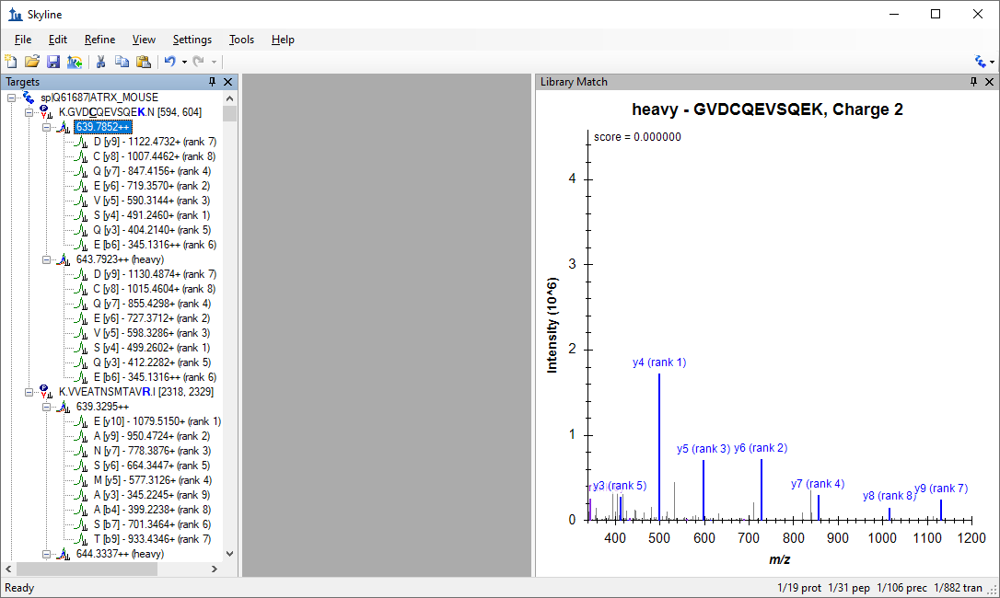 Skyline
File Edit Refine View Settings Tools Help
Targets
sp|Q61687|ATRX_MOUSE
K.GVDCQEVSQEK.N [594, 604]
639.7852++
D [y9] - 1122.4732+ (rank 7)
C [y8] - 1007.4462+ (rank 8)
Q [y7] - 847.4156+ (rank 4)
E [y6] - 719.3570+ (rank 2)
V [y5] - 590.3144+ (rank 3)
S [y4] - 491.2460+ (rank 1)
Q [y3] - 404.2140+ (rank 5)
E [b6] - 345.1316++ (rank 6)
643.7923++ (heavy)
D [y9] - 1130.4874+ (rank 7)
C [y8] - 1015.4604+ (rank 8)
Q [y7] - 855.4298+ (rank 4)
E [y6] - 727.3712+ (rank 2)
V [y5] - 598.3286+ (rank 3)
S [y4] - 499.2602+ (rank 1)
Q [y3] - 412.2282+ (rank 5)
E [b6] - 345.1316++ (rank 6)
K.VVEATNSMTAVR.I [2318, 2329]
639.3295++
E [y10] - 1079.5150+ (rank 1)
A [y9] - 950.4724+ (rank 2)
N [y7] - 778.3876+ (rank 3)
S [y6] - 664.3447+ (rank 5)
M [y5] - 577.3126+ (rank 4)
A [y3] - 345.2245+ (rank 9)
A [b4] - 399.2238+ (rank 8)
S [b7] - 701.3464+ (rank 6)
T [b9] - 933.4346+ (rank 7)
644.3337++ (heavy)
Library Match
heavy - GVDCQEVSQEK, Charge 2
score = 0.000000
4
3
2
1
0
Intensity (10^6)
y4 (rank 1)
y5 (rank 3) y6 (rank 2)
y3 (rank 5)
y7 (rank 4)
y8 (rank 8)
y9 (rank 7)
400 500 600 700 800 900 1000 1100 1200
m/z
Ready
1/19 prot 1/31 pep 1/106 prec 1/882 tran